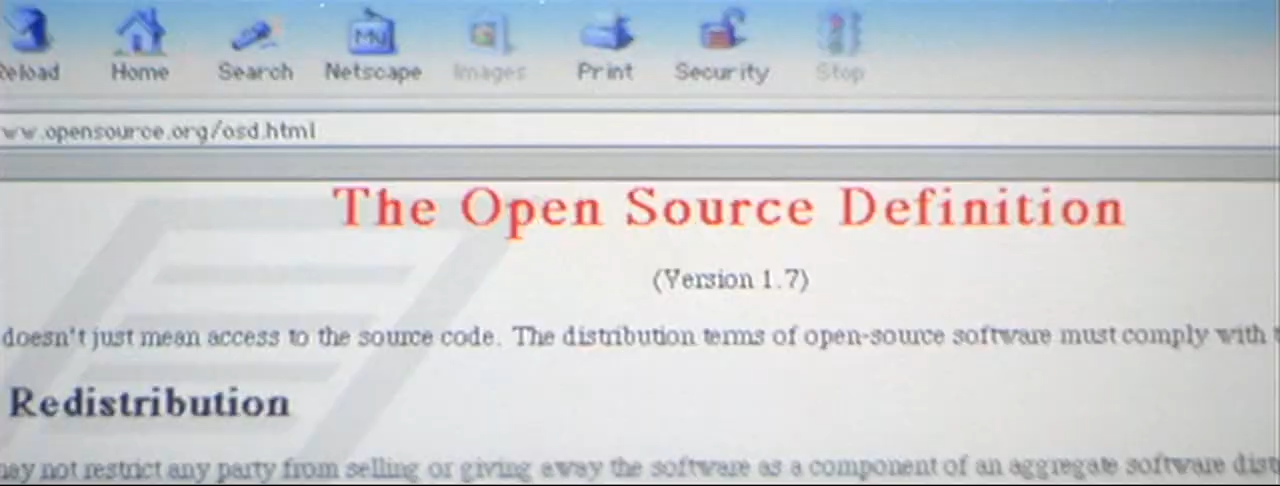 Reload Home Search Netscape Images Print Security Stop
ww.opensource.org/osd.html
The Open Source Definition
(Version 1.7)
doesn't just mean access to the source code. The distribution terms of open-source software must comply with
Redistribution
may not restrict any party from selling or giving away the software as a component of an aggregate software